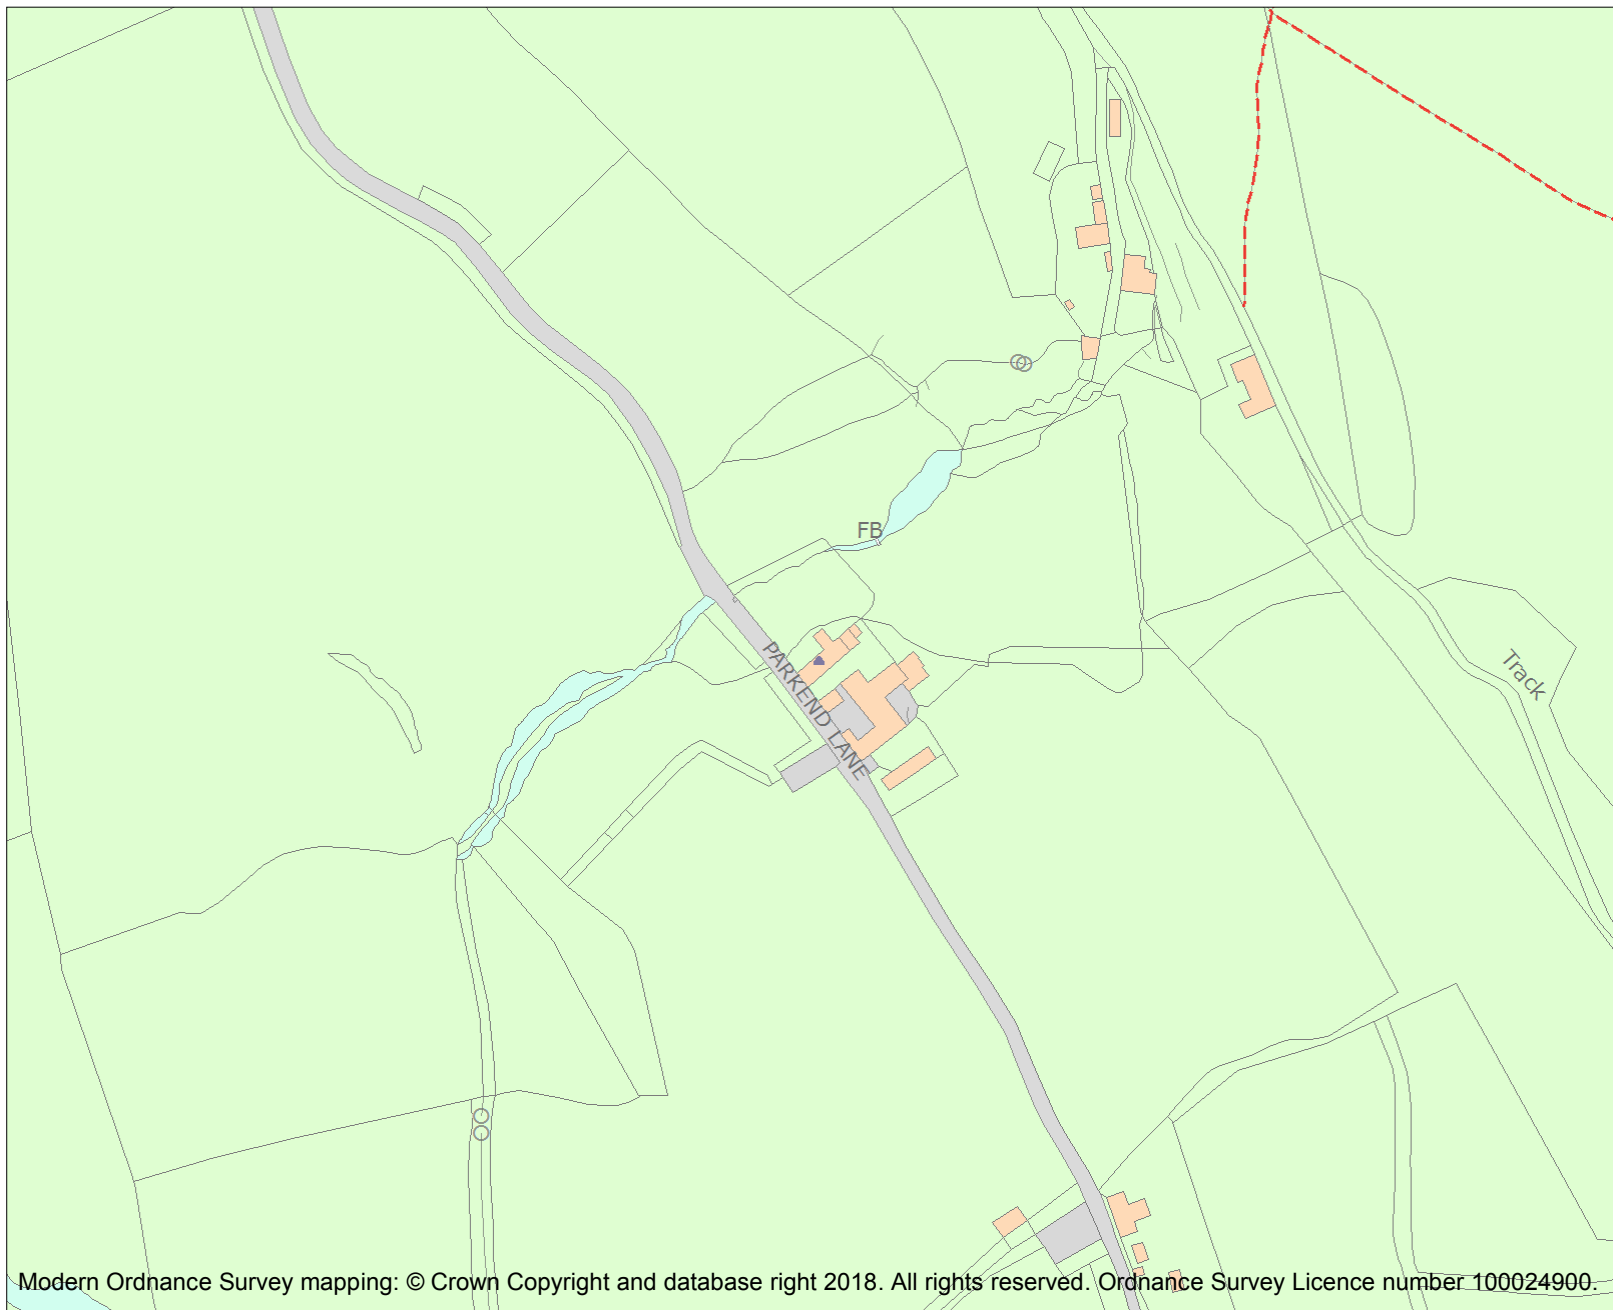 FB
PARKEND LANE
Track
Modern Ordnance Survey mapping: © Crown Copyright and database right 2018. All rights reserved. Ordnance Survey Licence number 100024900.